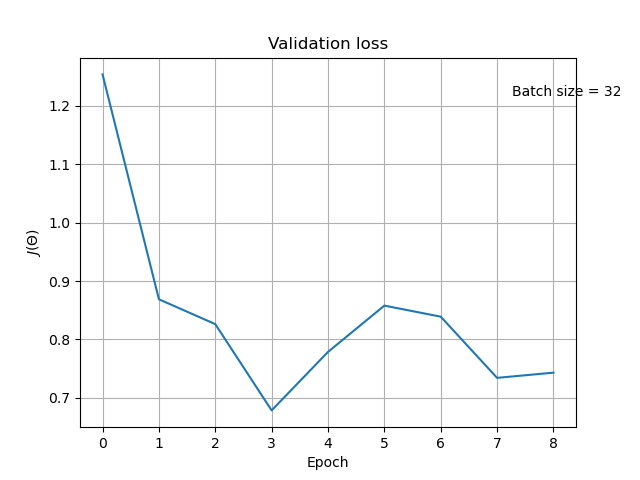 Validation loss
Batch size = 32
1.2
1.1
1.0
0.9
0.8
0.7
J(Θ)
0 1 2 3 4 5 6 7 8
Epoch